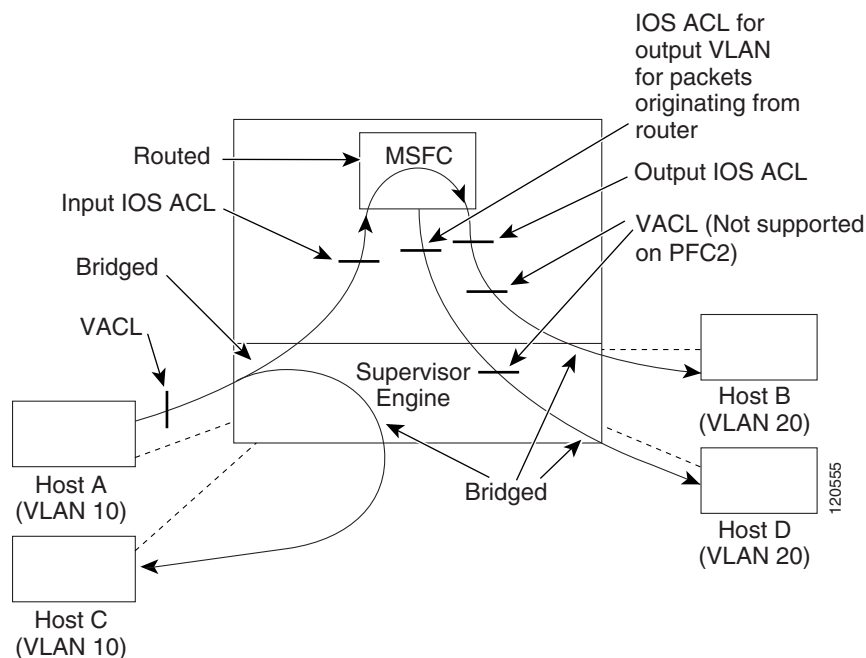 IOS ACL for
output VLAN
for packets
originating from
router
Routed
MSFC
Output IOS ACL
Input IOS ACL
VACL (Not supported
on PFC2)
Bridged
VACL
Supervisor
Engine
Host B
(VLAN 20)
Host A
(VLAN 10)
Bridged
Host D
(VLAN 20)
120555
Host C
(VLAN 10)